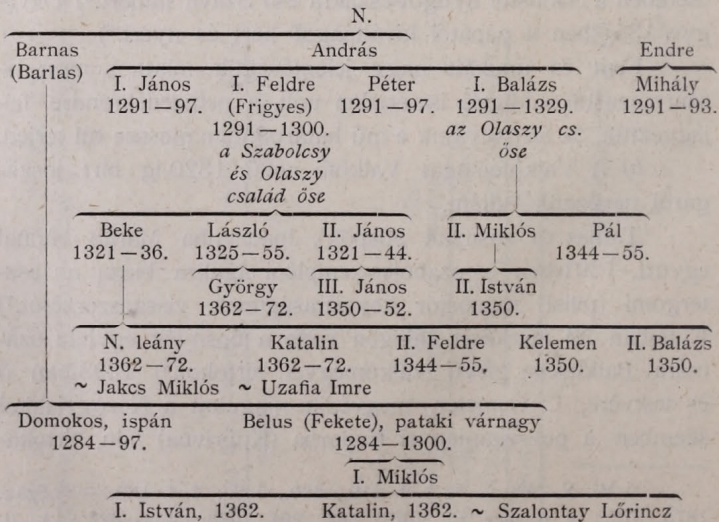 N.
Barnas András Endre
(Barlas) I. János I. Feldre Péter I. Balázs Mihály
1291—97. (Frigyes) 1291—97. 1291—1329. 1291—93.
1291—1300. az Olaszy cs.
a Szabolcsy őse
és Olaszy
család őse
Beke László II. János II. Miklós Pál
1321—36. 1325—55. 1321—44. 1344—55.
György III. János II. István
1362—72. 1350—52. 1350.
N. leány Katalin II. Feldre Kelemen II. Balázs
1362—72. 1362—72. 1344—55. 1350. 1350.
~ Jakcs Miklós ~ Uzafia Imre
Domokos, ispán Belus (Fekete), pataki várnagy
1284—97. 1284—1300.
I. Miklós
I. István, 1362. Katalin, 1362. ~ Szalontay Lőrincz